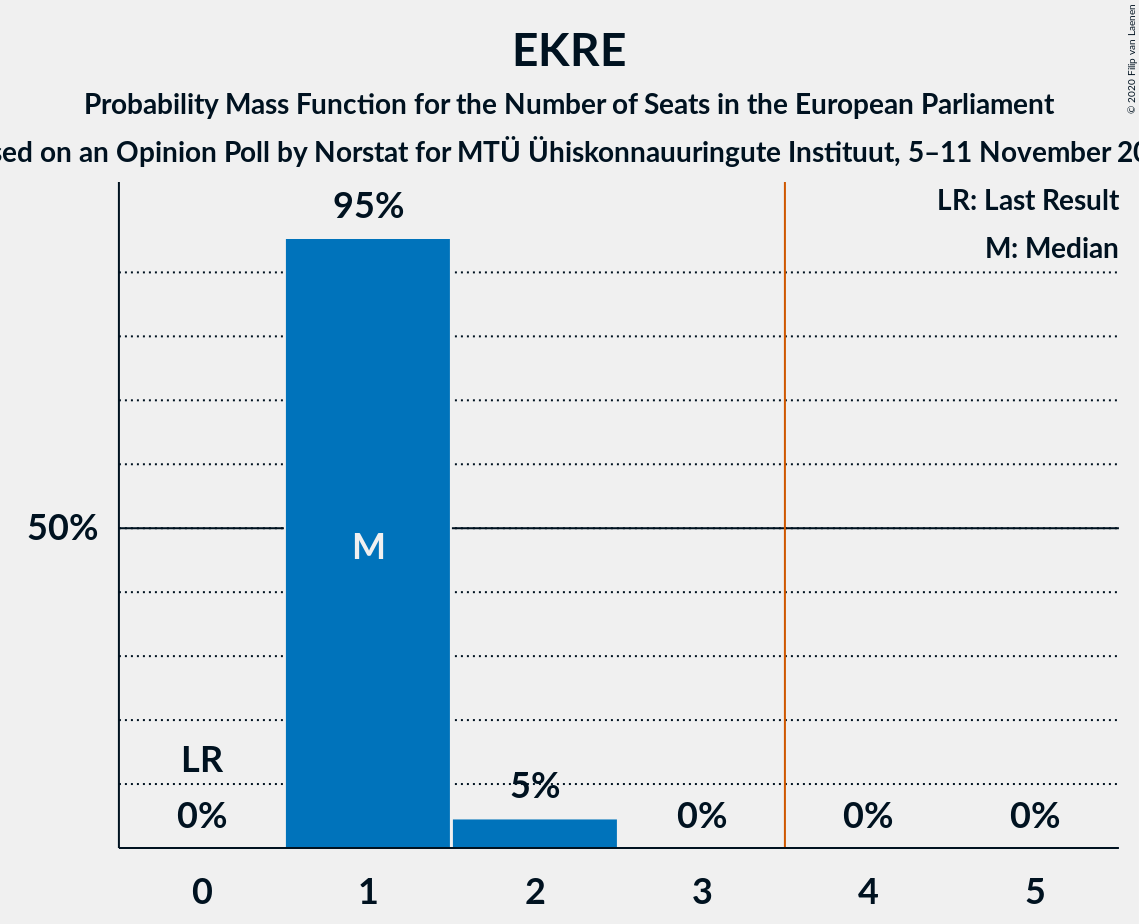 EKRE
Probability Mass Function for the Number of Seats in the European Parliament
sed on an Opinion Poll by Norstat for MTÜ Ühiskonnauuringute Instituut, 5–11 November 20
© 2020 Filip van Laenen
LR: Last Result
M: Median
95%
50%
M
LR
0%
5%
0%
0%
0%
0
1
2
3
4
5